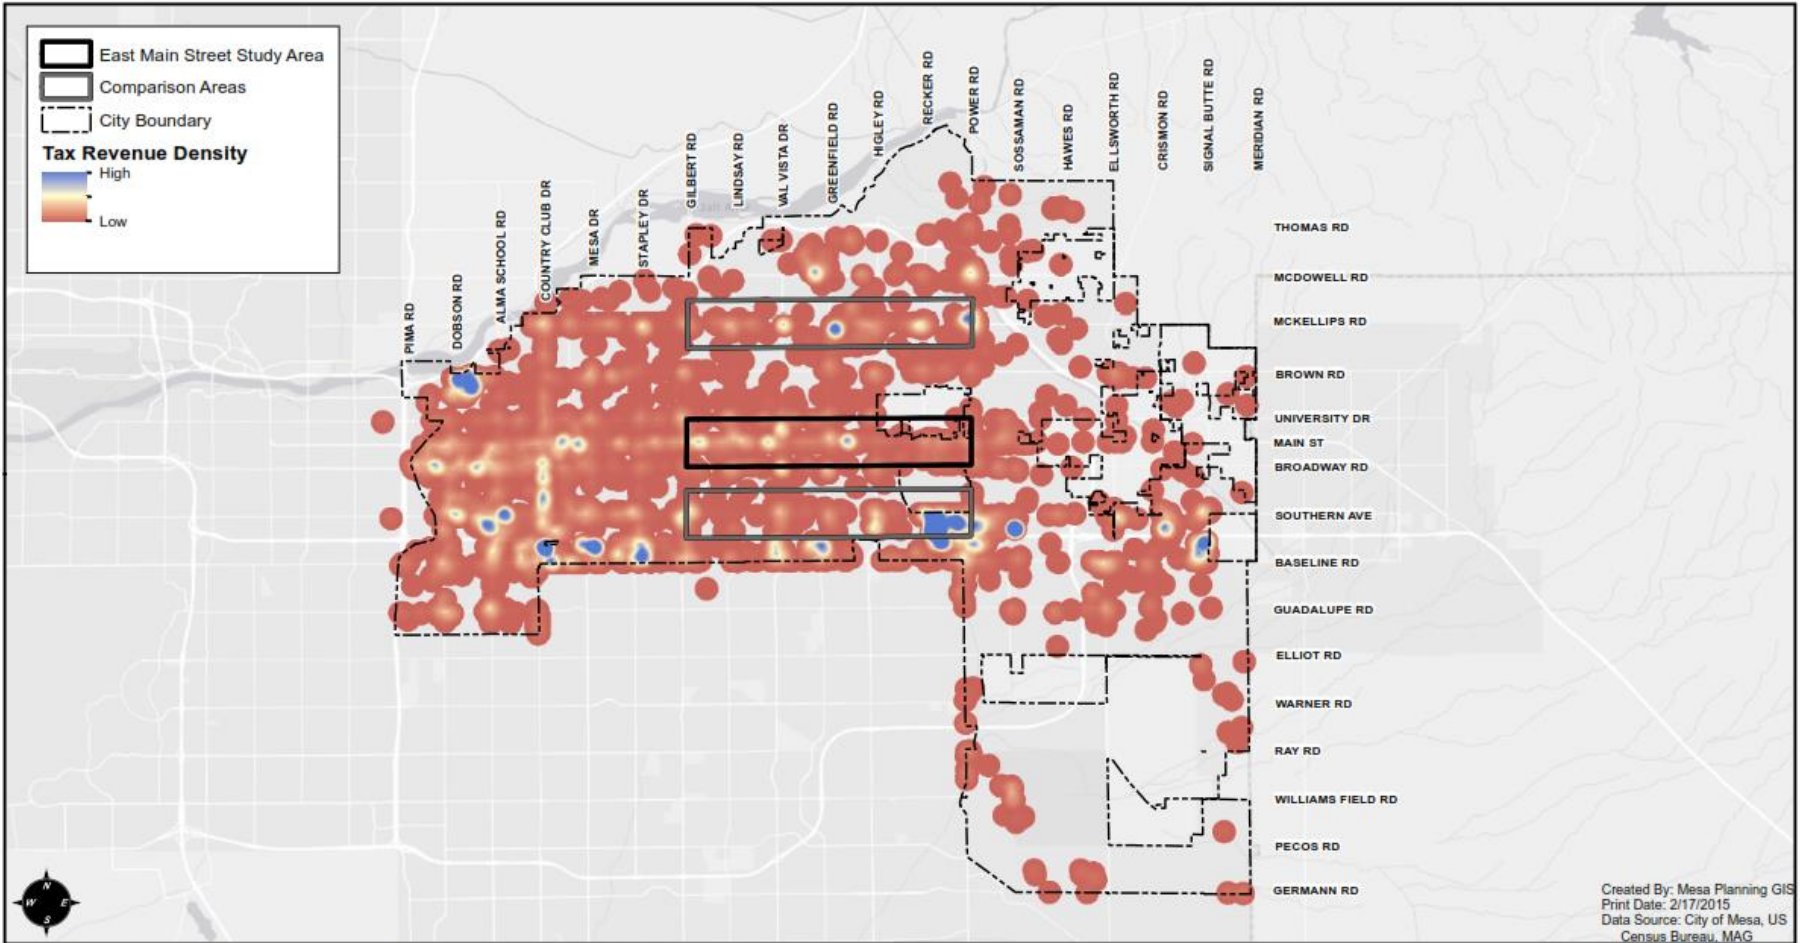 East Main Street Study Area
Comparison Areas
City Boundary
Tax Revenue Density
High
Low
PIMA RD
DOBSON RD
ALMA SCHOOL RD
COUNTRY CLUB DR
MESA DR
STAPLEY DR
GILBERT RD
LINDSAY RD
VAL VISTA DR
GREENFIELD RD
HIGLEY RD
RECKER RD
POWER RD
SOSSAMAN RD
HAWES RD
ELLSWORTH RD
CRISMON RD
SIGNAL BUTTE RD
MERIDIAN RD
THOMAS RD
MCDOWELL RD
MCKELLIPS RD
BROWN RD
UNIVERSITY DR
MAIN ST
BROADWAY RD
SOUTHERN AVE
BASELINE RD
GUADALUPE RD
ELLIOT RD
WARNER RD
RAY RD
WILLIAMS FIELD RD
PECOS RD
GERMANN RD
N
W E
S
Created By: Mesa Planning GIS
Print Date: 2/17/2015
Data Source: City of Mesa, US
Census Bureau, MAG